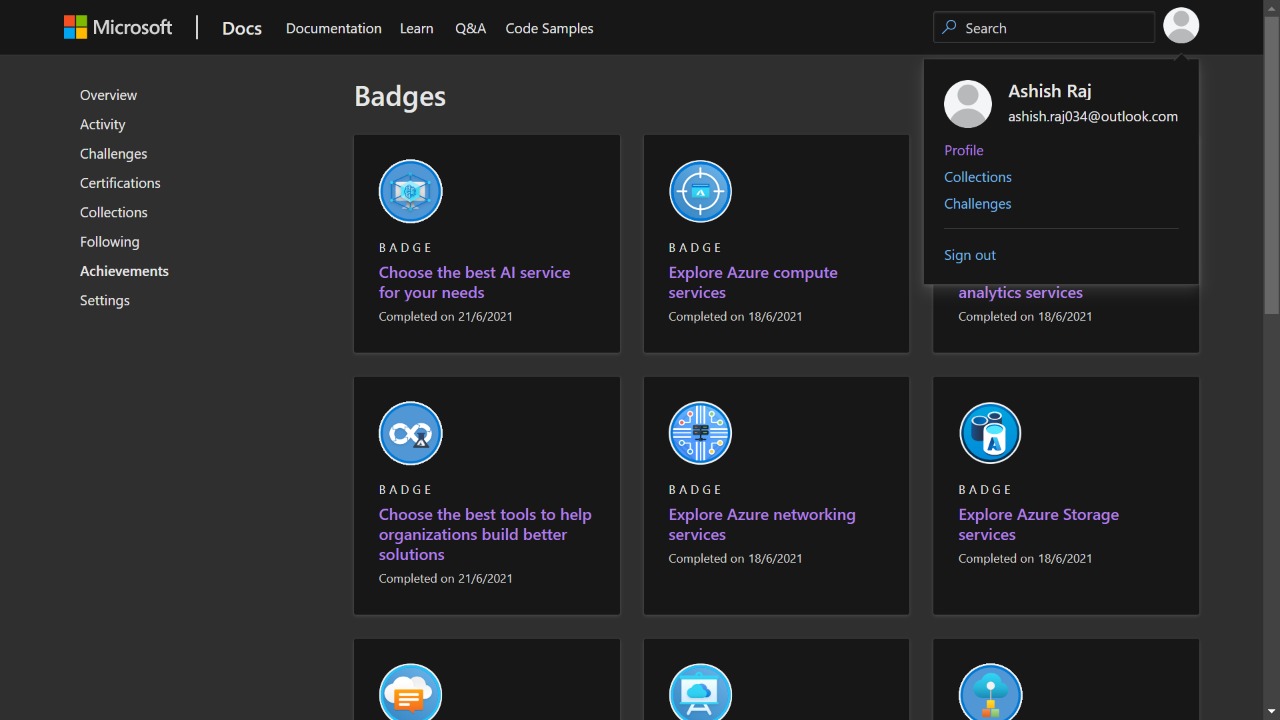 Microsoft
Docs
Documentation
Learn
Q&A
Code Samples
Search
Ashish Raj
ashish.raj034@outlook.com
Profile
Collections
Challenges
Sign out
Overview
Activity
Challenges
Certifications
Collections
Following
Achievements
Settings
Badges
BADGE
Choose the best AI service
for your needs
Completed on 21/6/2021
BADGE
Explore Azure compute
services
Completed on 18/6/2021
analytics services
Completed on 18/6/2021
BADGE
Choose the best tools to help
organizations build better
solutions
Completed on 21/6/2021
BADGE
Explore Azure networking
services
Completed on 18/6/2021
BADGE
Explore Azure Storage
services
Completed on 18/6/2021